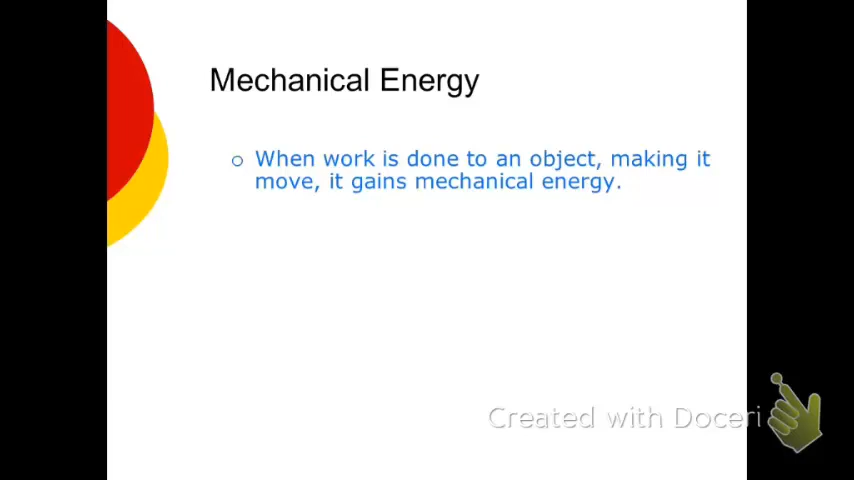 Mechanical Energy
When work is done to an object, making it
move, it gains mechanical energy.
Created with Doceri